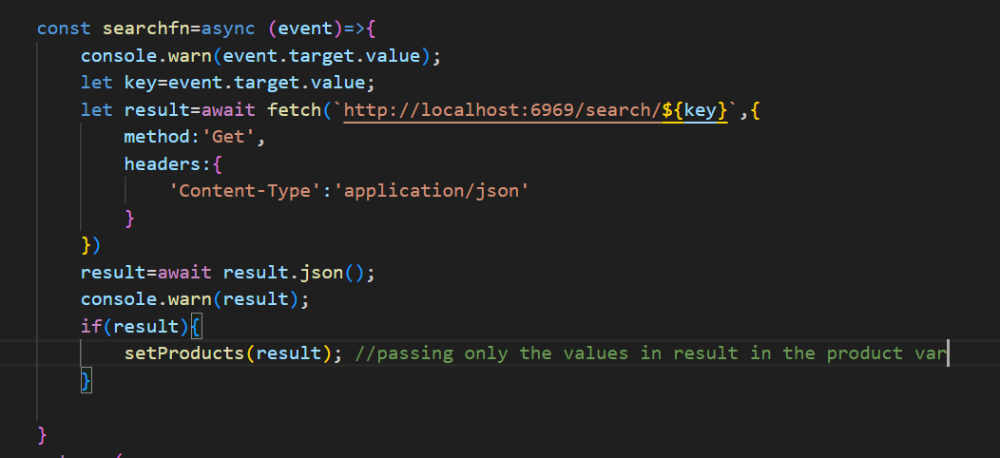 const searchfn=async (event)=>{
console.warn(event.target.value);
let key=event.target.value;
let result=await fetch(`http://localhost:6969/search/${key}`,{
method:'Get',
headers:{
'Content-Type':'application/json'
}
})
result=await result.json();
console.warn(result);
if(result){
setProducts(result); //passing only the values in result in the product var
}
}